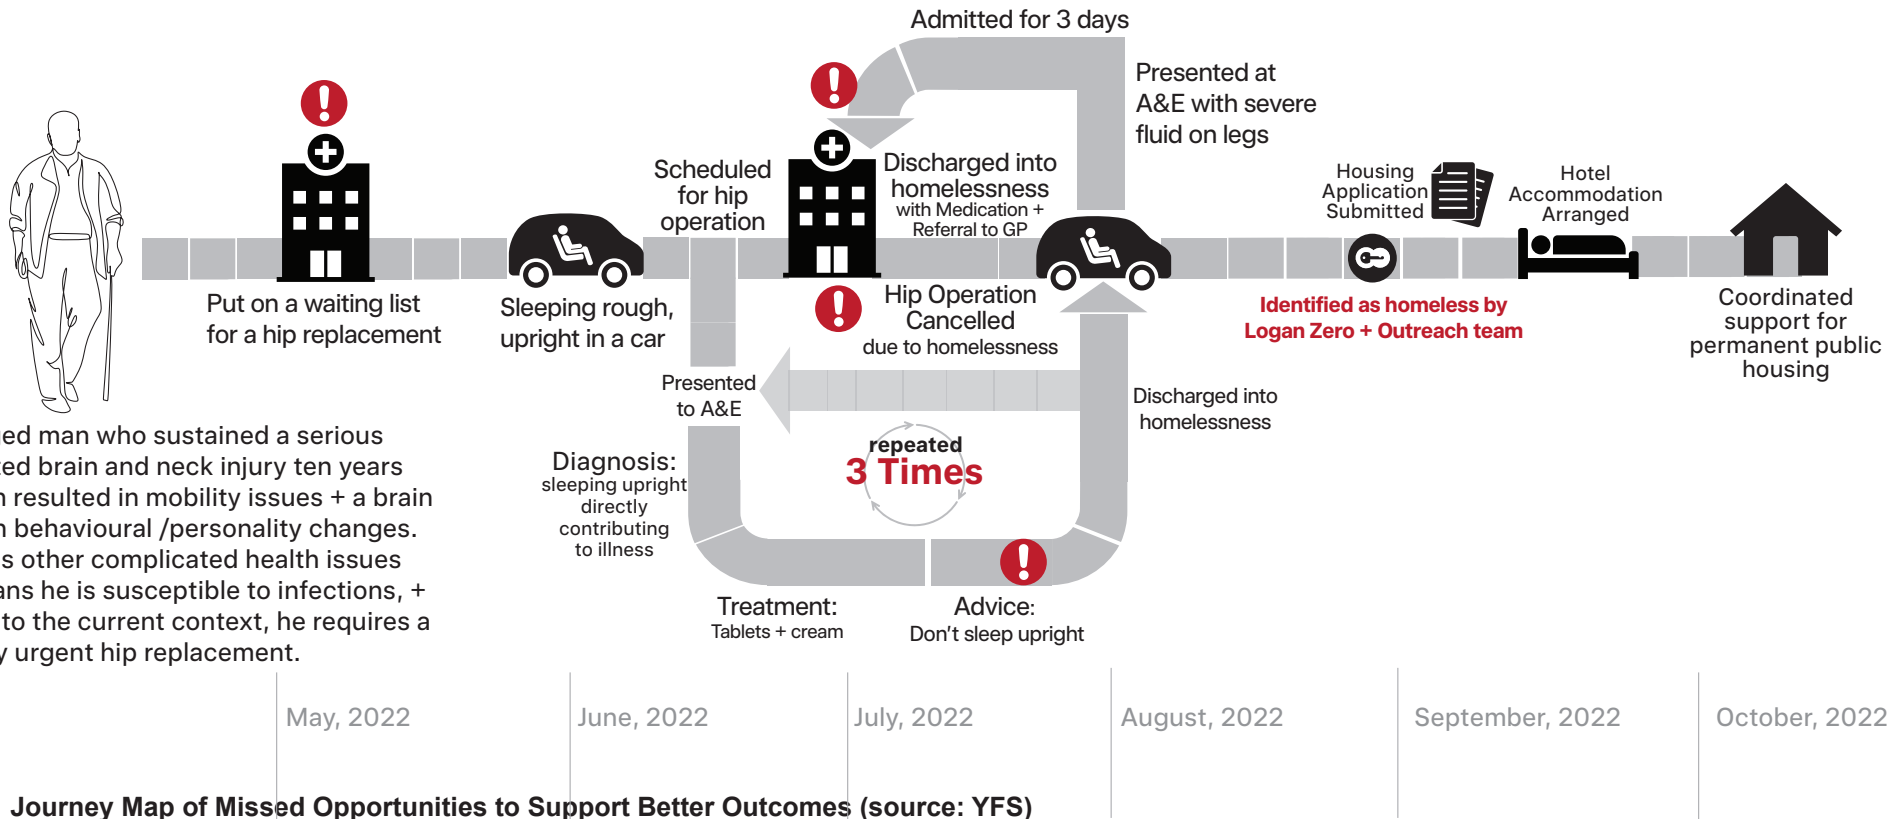 Admitted for 3 days
Presented at
A&E with severe
fluid on legs
Scheduled
for hip
operation
Discharged into
homelessness
with Medication +
Referral to GP
Housing
Application
Submitted
Hotel
Accommodation
Arranged
Put on a waiting list
for a hip replacement
Sleeping rough,
upright in a car
Hip Operation
Cancelled
due to homelessness
Identified as homeless by
Logan Zero + Outreach team
Coordinated
support for
permanent public
housing
Presented
to A&E
Discharged into
homelessness
repeated
3 Times
Diagnosis:
sleeping upright
directly
contributing
to illness
Treatment:
Tablets + cream
Advice:
Don't sleep upright
man who sustained a serious
brain and neck injury ten years
resulted in mobility issues + a brain
behavioural /personality changes.
other complicated health issues
he is susceptible to infections, +
to the current context, he requires a
urgent hip replacement.
May, 2022
June, 2022
July, 2022
August, 2022
September, 2022
October, 2022
Journey Map of Missed Opportunities to Support Better Outcomes (source: YFS)